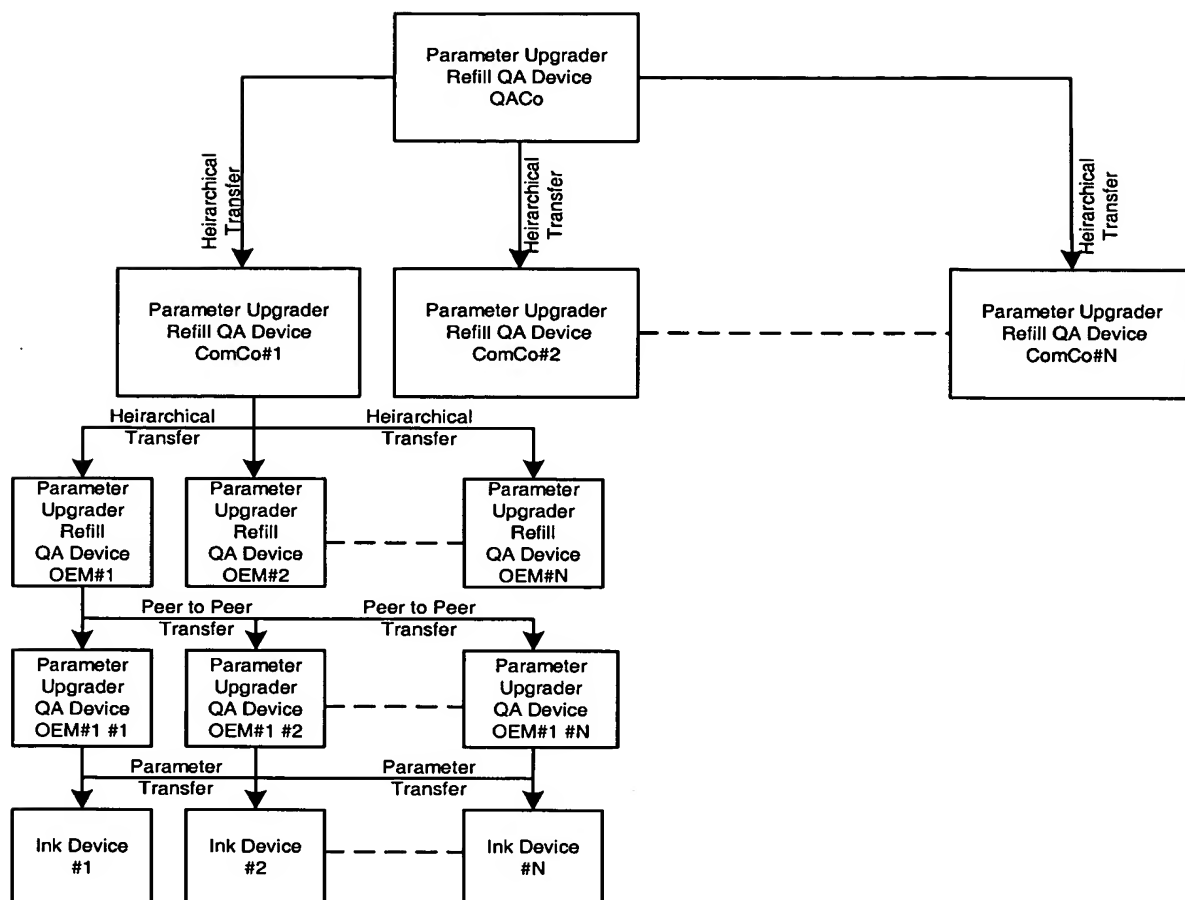 Parameter Upgrader
Refill QA Device
QACo
Heirarchical
Transfer
Heirarchical
Transfer
Heirarchical
Transfer
Parameter Upgrader
Refill QA Device
ComCo#1
Parameter Upgrader
Refill QA Device
ComCo#2
Parameter Upgrader
Refill QA Device
ComCo#N
Heirarchical
Transfer
Heirarchical
Transfer
Parameter
Upgrader
Refill
QA Device
OEM#1
Parameter
Upgrader
Refill
QA Device
OEM#2
Parameter
Upgrader
Refill
QA Device
OEM#N
Peer to Peer
Transfer
Peer to Peer
Transfer
Parameter
Upgrader
QA Device
OEM#1 #1
Parameter
Upgrader
QA Device
OEM#1 #2
Parameter
Upgrader
QA Device
OEM#1 #N
Parameter
Transfer
Parameter
Transfer
Ink Device
#1
Ink Device
#2
Ink Device
#N